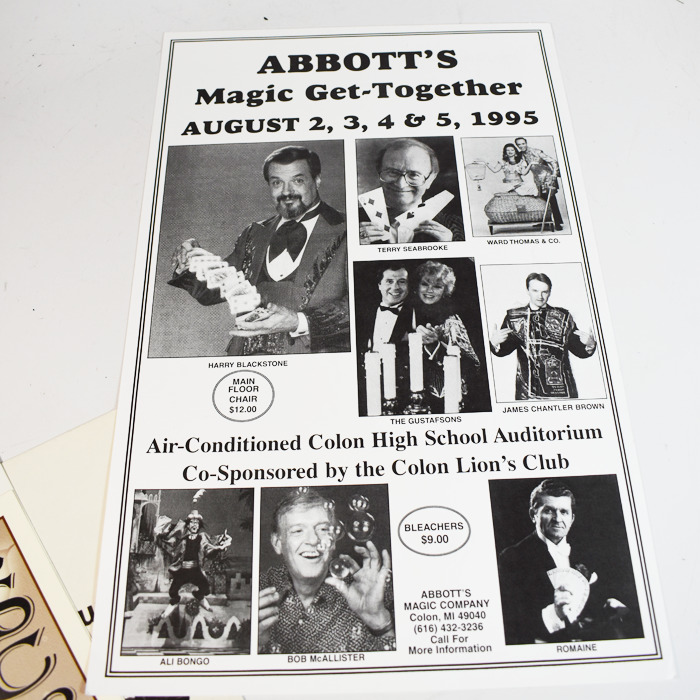 ABBOTT'S
Magic Get-Together
AUGUST 2, 3, 4 & 5, 1995
TERRY SEABROOKE
WARD THOMAS & CO.
HARRY BLACKSTONE
MAIN
FLOOR
CHAIR
$12.00
THE GUSTAFSONS
JAMES CHANTLER BROWN
Air-Conditioned Colon High School Auditorium
Co-Sponsored by the Colon Lion's Club
BLEACHERS
$9.00
ABBOTT'S
MAGIC COMPANY
Colon, MI 49040
(616) 432-3236
Call For
More Information
ALI BONGO
BOB McALLISTER
ROMAINE